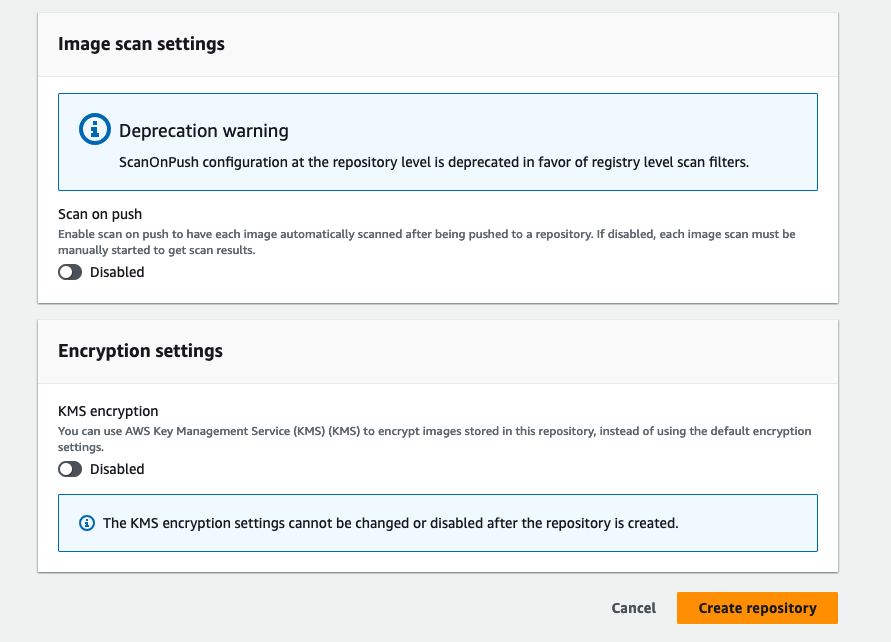 Image scan settings
Deprecation warning
ScanOnPush configuration at the repository level is deprecated in favor of registry level scan filters.
Scan on push
Enable scan on push to have each image automatically scanned after being pushed to a repository. If disabled, each image scan must be
manually started to get scan results.
Disabled
Encryption settings
KMS encryption
You can use AWS Key Management Service (KMS) (KMS) to encrypt images stored in this repository, instead of using the default encryption
settings.
Disabled
The KMS encryption settings cannot be changed or disabled after the repository is created.
Cancel Create repository